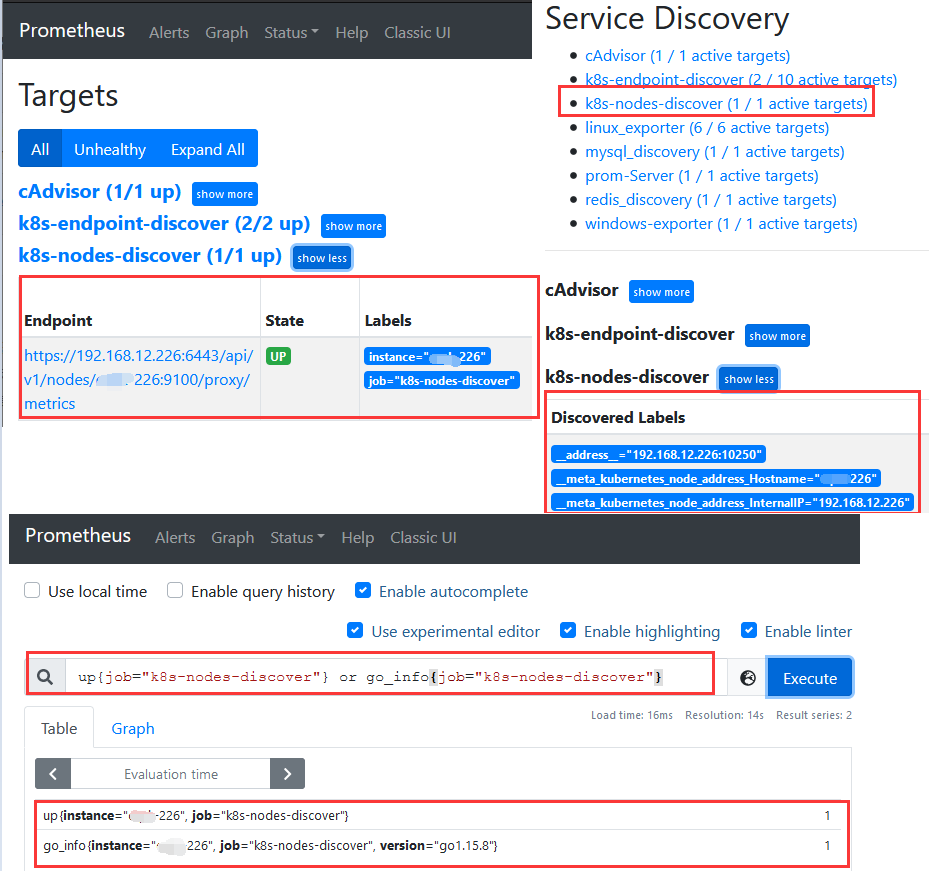 Prometheus Alerts Graph Status Help Classic UI
Targets
All Unhealthy Expand All
cAdvisor (1/1 up) show more
k8s-endpoint-discover (2/2 up) show more
k8s-nodes-discover (1/1 up) show less
Endpoint State Labels
https://192.168.12.226:6443/api/ UP instance=" 226"
v1/nodes/ 226:9100/proxy/ job="k8s-nodes-discover"
metrics
Service Discovery
cAdvisor (1 / 1 active targets)
k8s-endpoint-discover (2 / 10 active targets)
k8s-nodes-discover (1 / 1 active targets)
linux_exporter (6 / 6 active targets)
mysql_discovery (1 / 1 active targets)
prom-Server (1 / 1 active targets)
redis_discovery (1 / 1 active targets)
windows-exporter (1 / 1 active targets)
cAdvisor show more
k8s-endpoint-discover show more
k8s-nodes-discover show less
Discovered Labels
__address__="192.168.12.226:10250"
__meta_kubernetes_node_address_Hostname=" 226"
__meta_kubernetes_node_address_InternalIP="192.168.12.226"
Prometheus Alerts Graph Status Help Classic UI
Use local time Enable query history Enable autocomplete
Use experimental editor Enable highlighting Enable linter
up{job="k8s-nodes-discover"} or go_info{job="k8s-nodes-discover"} Execute
Load time: 16ms Resolution: 14s Result series: 2
Table Graph
Evaluation time
up{instance=" -226", job="k8s-nodes-discover"} 1
go_info{instance=" -226", job="k8s-nodes-discover", version="go1.15.8"} 1